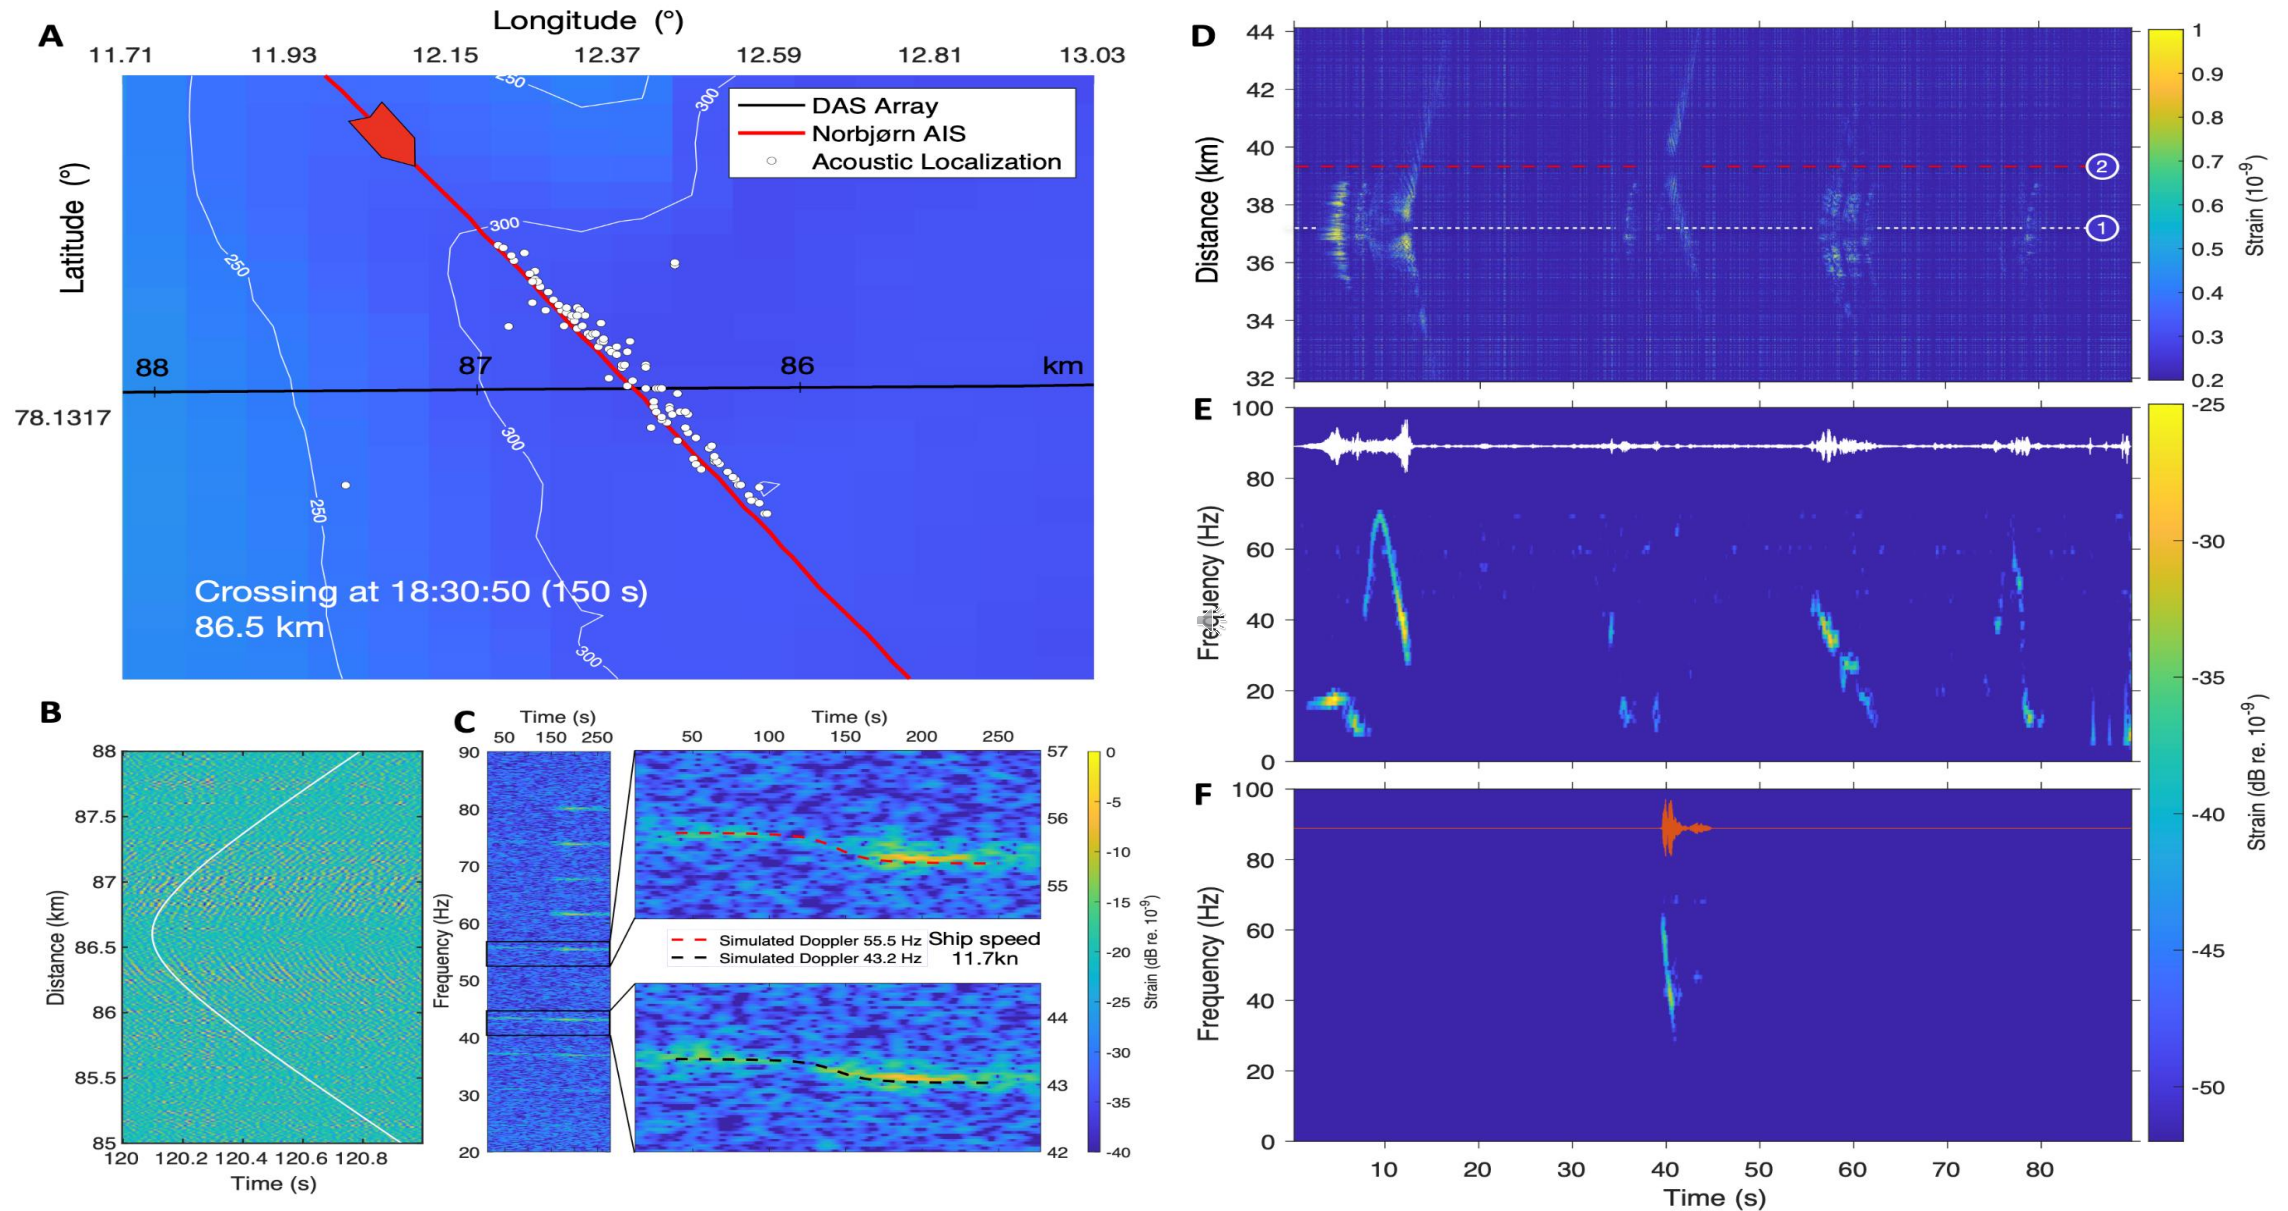 A
Longitude (°)
11.71 11.93 12.15 12.37 12.59 12.81 13.03
Latitude (°)
78.1317
DAS Array
Norbjørn AIS
Acoustic Localization
250
300
300
250
88 87 86 km
300
250
300
Crossing at 18:30:50 (150 s)
86.5 km
B
Distance (km)
88
87.5
87
86.5
86
85.5
85
120 120.2 120.4 120.6 120.8
Time (s)
C
Time (s)
50 150 250
Frequency (Hz)
90
80
70
60
50
40
30
20
Time (s)
50 100 150 200 250
57
56
55
Simulated Doppler 55.5 Hz
Simulated Doppler 43.2 Hz
Ship speed
11.7kn
44
43
42
0
-5
-10
-15
-20
-25
-30
-35
-40
Strain (dB re. 10⁻⁹)
D
Distance (km)
44
42
40
38
36
34
32
2
1
1
0.9
0.8
0.7
0.6
0.5
0.4
0.3
0.2
Strain (10⁻⁹)
E
Frequency (Hz)
100
80
60
40
20
0
F
Frequency (Hz)
100
80
60
40
20
0
10 20 30 40 50 60 70 80
Time (s)
-25
-30
-35
-40
-45
-50
Strain (dB re. 10⁻⁹)